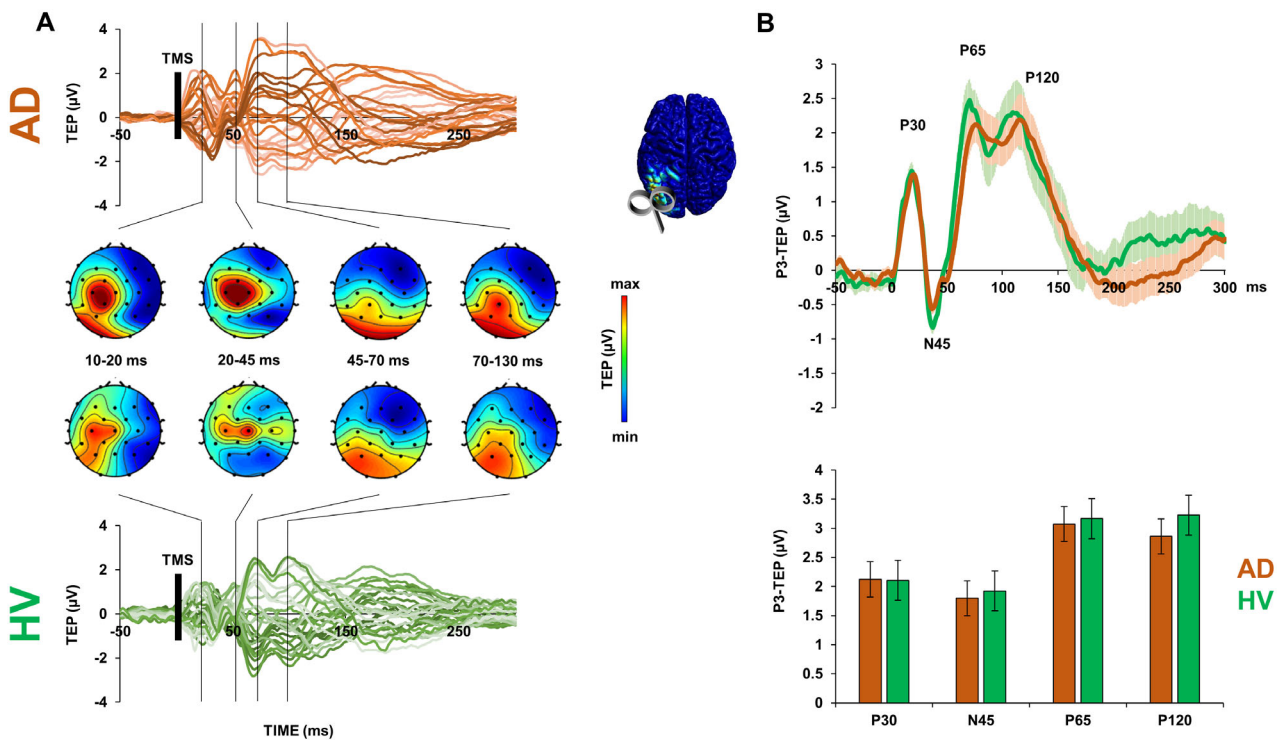 A
AD
4
2
0
-2
-4
TEP (µV)
TMS
-50
50
150
250
10-20 ms
20-45 ms
45-70 ms
70-130 ms
max
TEP (µV)
min
HV
4
2
0
-2
-4
TEP (µV)
TMS
-50
50
150
250
TIME (ms)
B
3
2.5
2
1.5
1
0.5
0
-0.5
-1
-1.5
-2
P3-TEP (µV)
P30
N45
P65
P120
-50
0
50
100
150
200
250
300
ms
4
3.5
3
2.5
2
1.5
1
0.5
0
P3-TEP (µV)
P30
N45
P65
P120
AD
HV